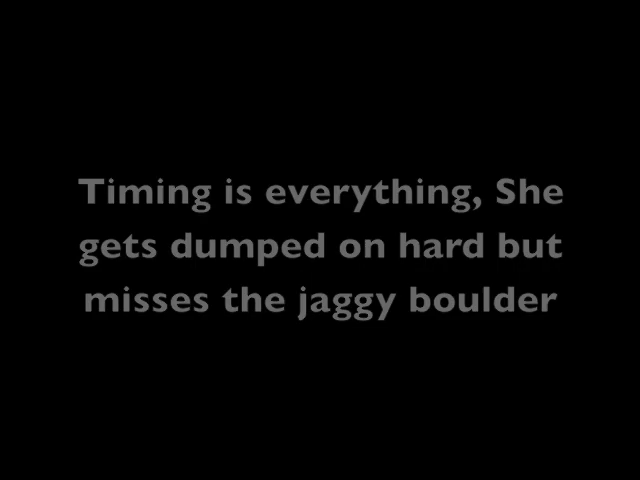 Timing is everything, She
gets dumped on hard but
misses the jaggy boulder